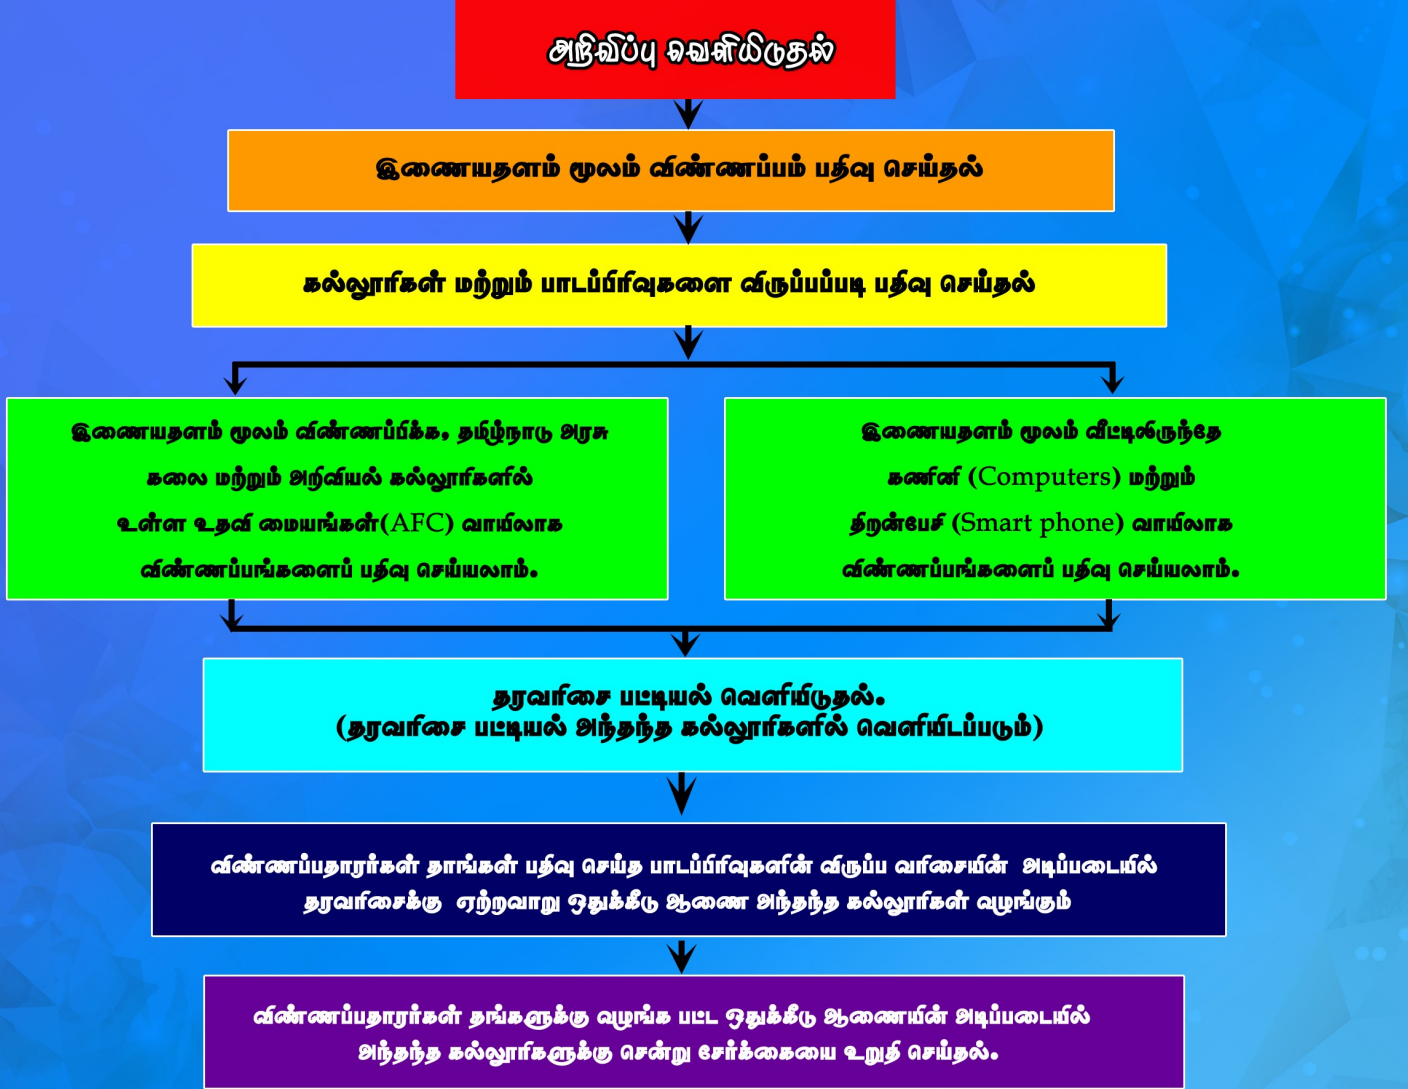 அறிவிப்பு வெளியிடுதல்
இணையதளம் மூலம் விண்ணப்பம் பதிவு செய்தல்
கல்லூரிகள் மற்றும் பாடப்பிரிவுகளை விருப்பப்படி பதிவு செய்தல்
இணையதளம் மூலம் விண்ணப்பிக்க, தமிழ்நாடு அரசு
கலை மற்றும் அறிவியல் கல்லூரிகளில்
உள்ள உதவி மையங்கள்(AFC) வாயிலாக
விண்ணப்பங்களைப் பதிவு செய்யலாம்.
இணையதளம் மூலம் வீட்டிலிருந்தே
கணினி (Computers) மற்றும்
திறன்பேசி (Smart phone) வாயிலாக
விண்ணப்பங்களைப் பதிவு செய்யலாம்.
தரவரிசை பட்டியல் வெளியிடுதல்.
(தரவரிசை பட்டியல் அந்தந்த கல்லூரிகளில் வெளியிடப்படும்)
விண்ணப்பதாரர்கள் தாங்கள் பதிவு செய்த பாடப்பிரிவுகளின் விருப்ப வரிசையின் அடிப்படையில்
தரவரிசைக்கு ஏற்றவாறு ஒதுக்கீடு ஆணை அந்தந்த கல்லூரிகள் வழங்கும்
விண்ணப்பதாரர்கள் தங்களுக்கு வழங்க பட்ட ஒதுக்கீடு ஆணையின் அடிப்படையில்
அந்தந்த கல்லூரிகளுக்கு சென்று சேர்க்கையை உறுதி செய்தல்.